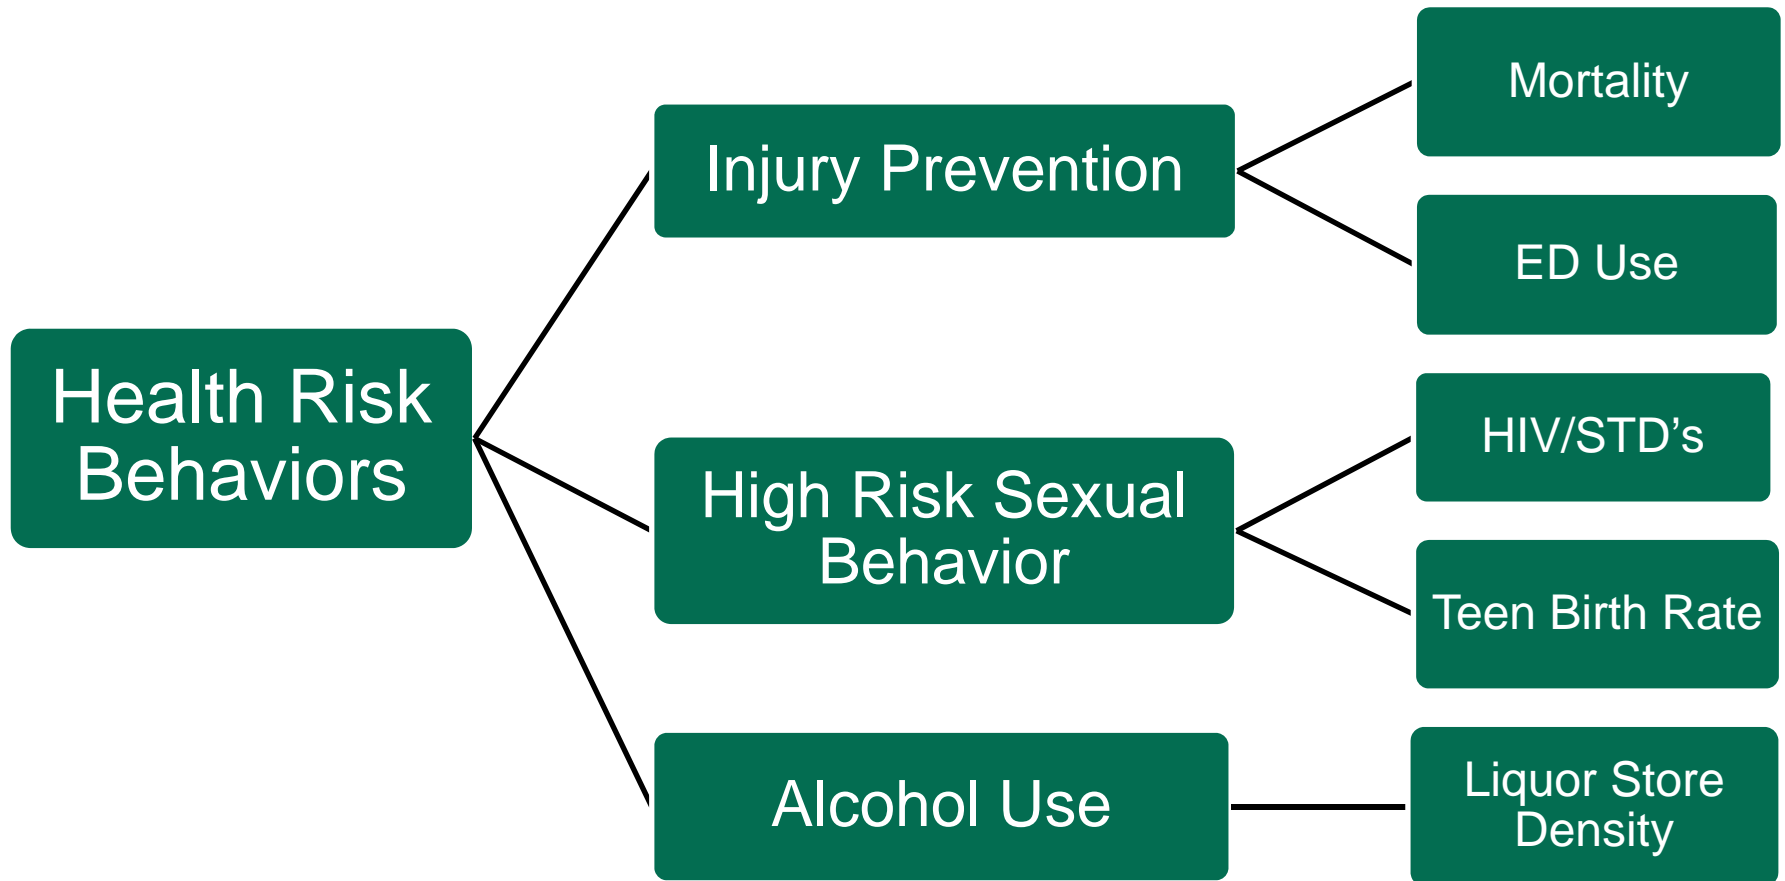 Health Risk
Behaviors
Injury Prevention
Mortality
ED Use
High Risk Sexual
Behavior
HIV/STD’s
Teen Birth Rate
Alcohol Use
Liquor Store
Density